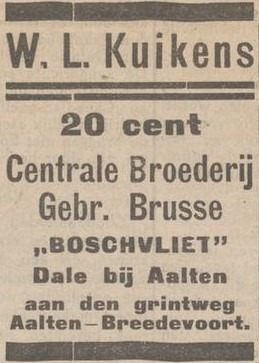 W. L. Kuikens
20 cent
Centrale Broederij
Gebr. Brusse
„BOSCHVLIET”
Dale bij Aalten
aan den grintweg
Aalten—Breedevoort.